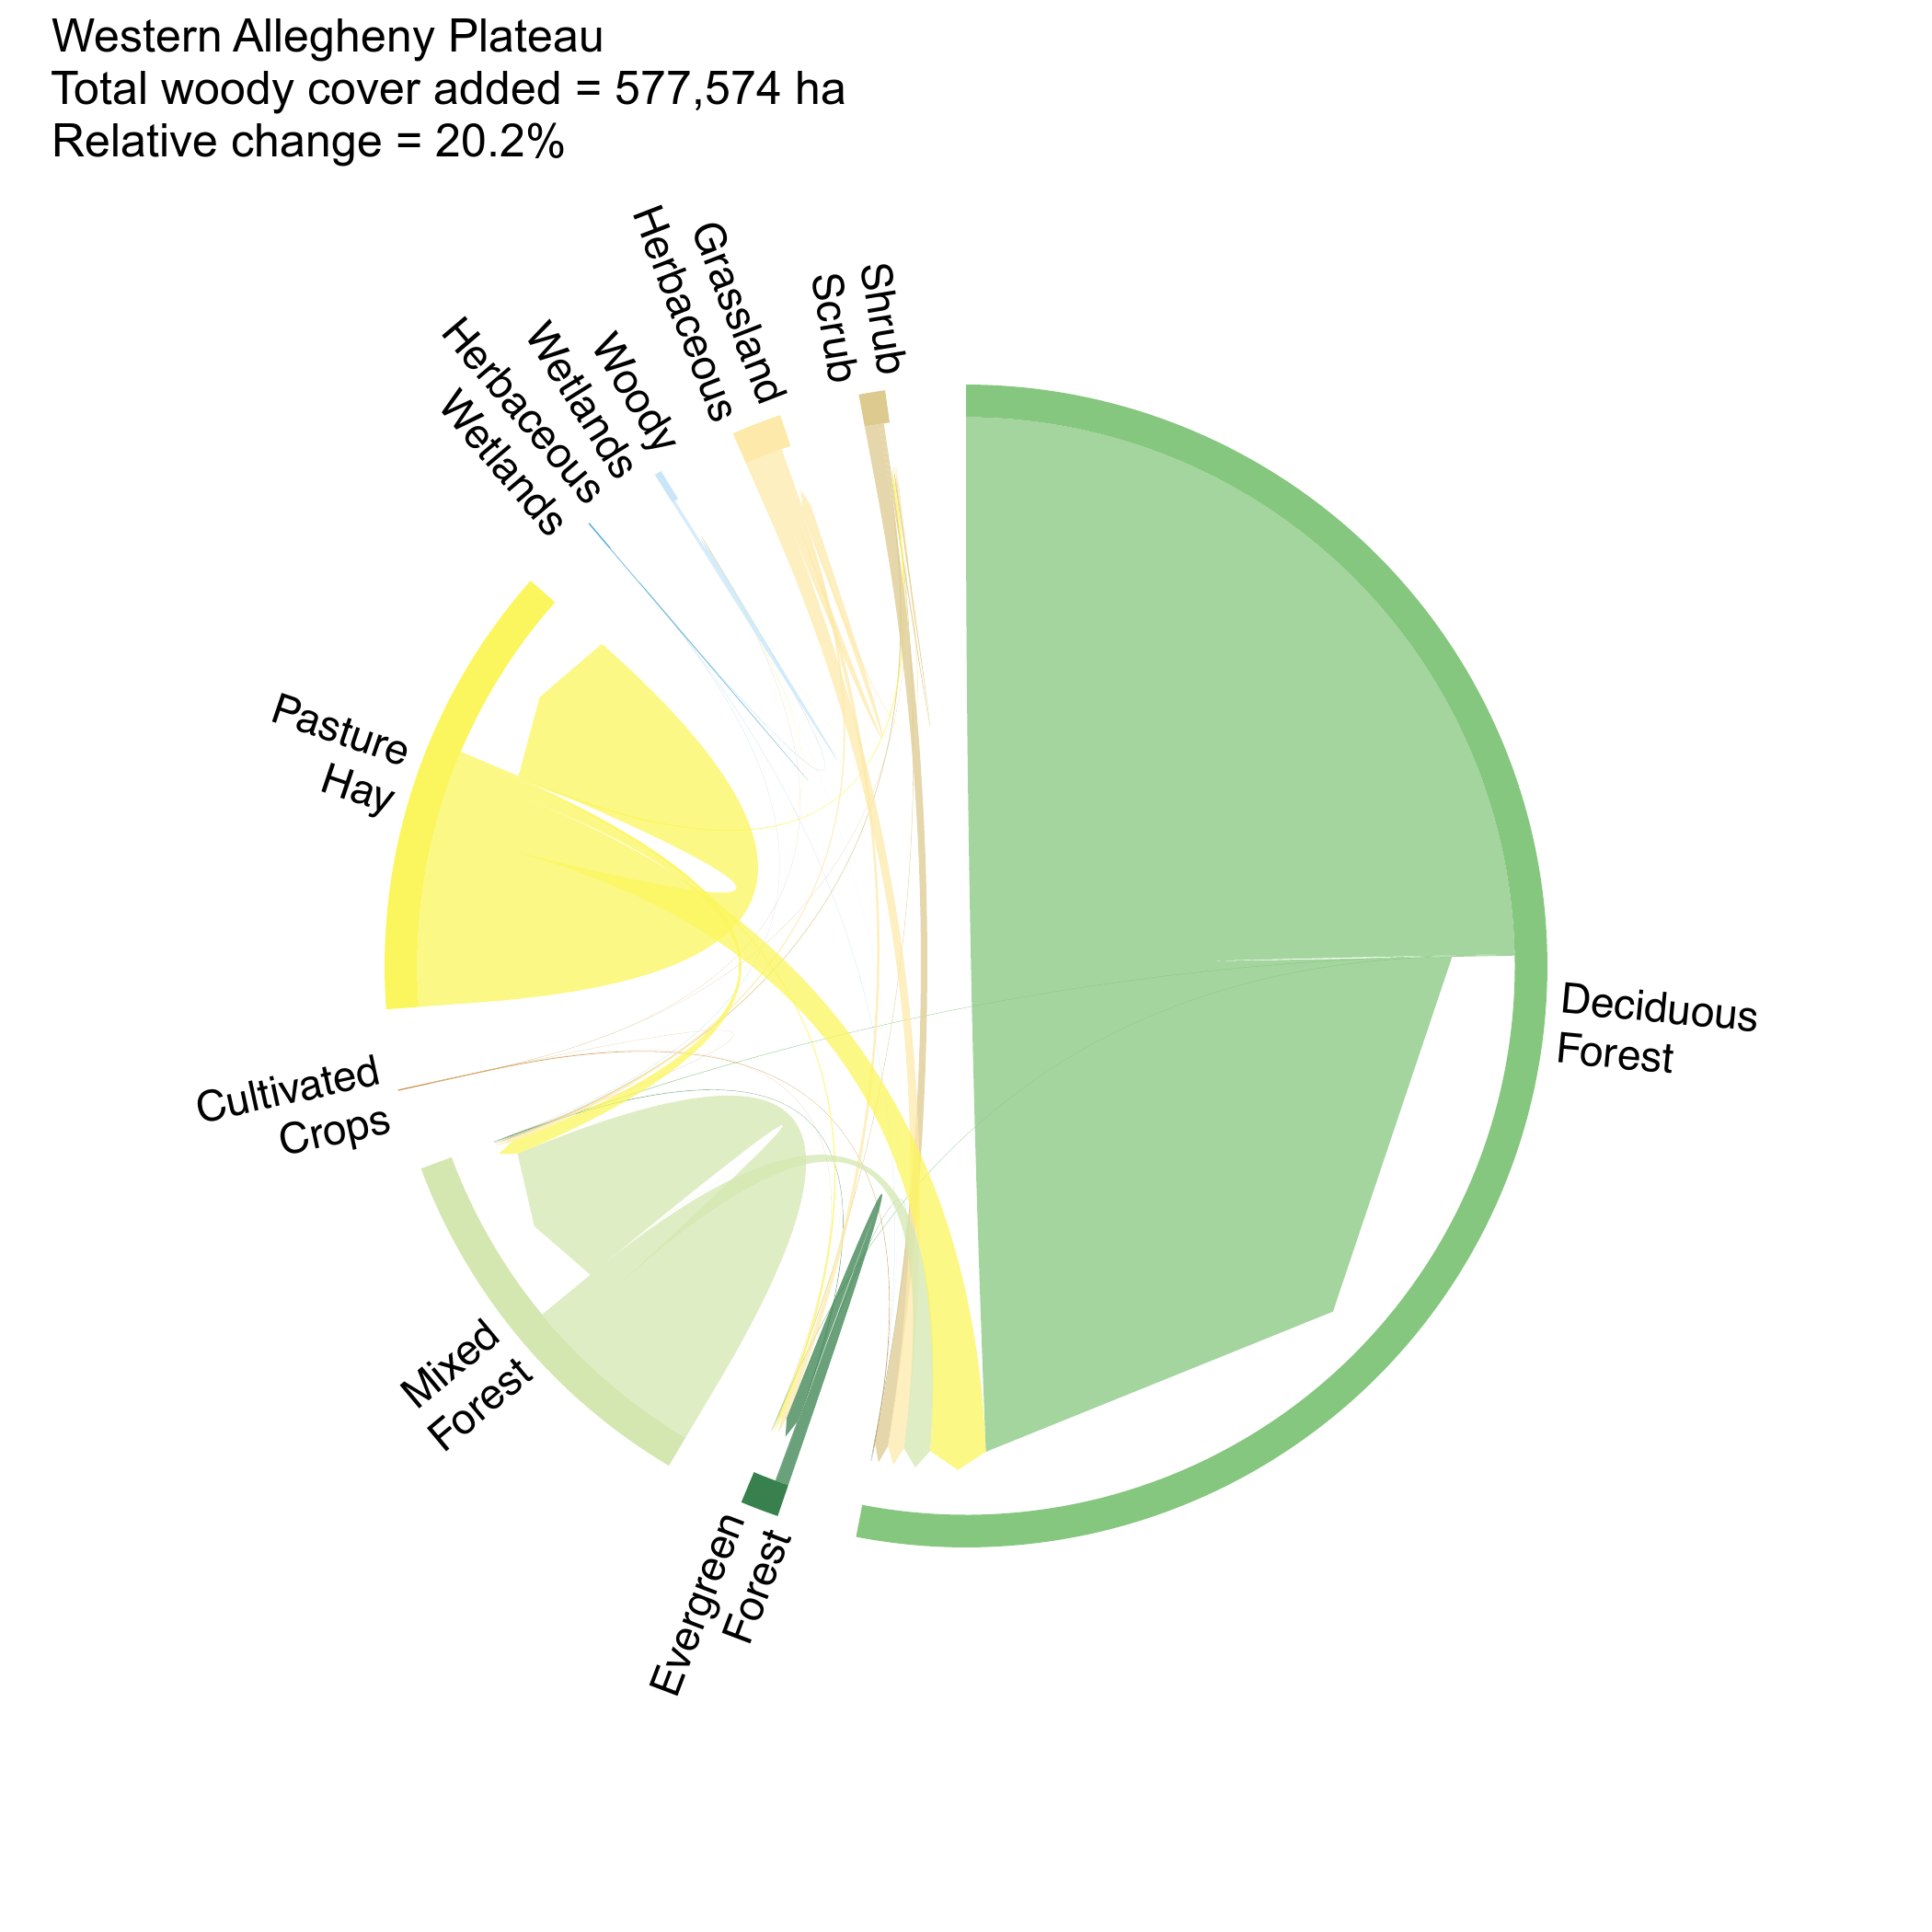 Western Allegheny Plateau
Total woody cover added = 577,574 ha
Relative change = 20.2%
Shrub
Scrub
Grassland
Herbaceous
Woody
Wetlands
Herbaceous
Wetlands
Pasture
Hay
Cultivated
Crops
Mixed
Forest
Evergreen
Forest
Deciduous
Forest